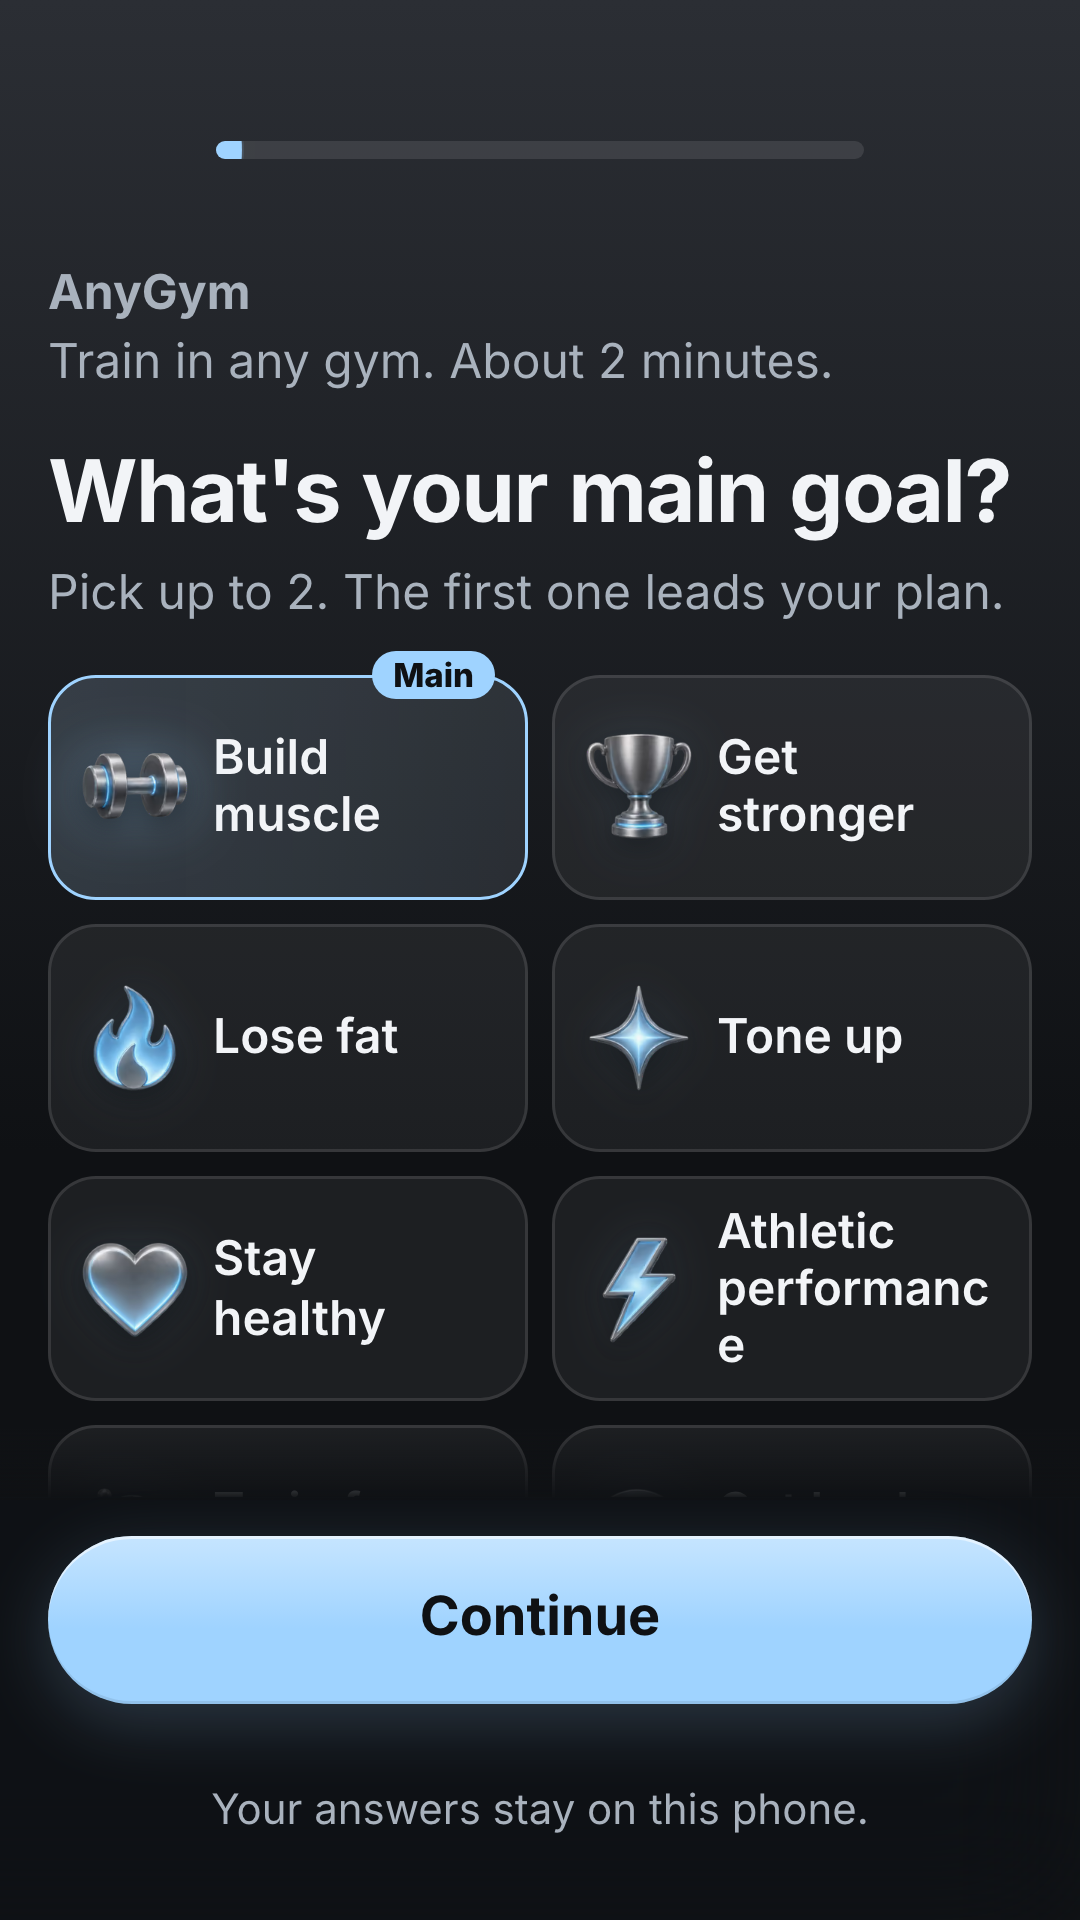 AnyGym
Train in any gym. About 2 minutes.
What's your main goal?
Pick up to 2. The first one leads your plan.
Main
Build
muscle
Get
stronger
Lose fat
Tone up
Stay
healthy
Athletic
performanc
e
Continue
Your answers stay on this phone.